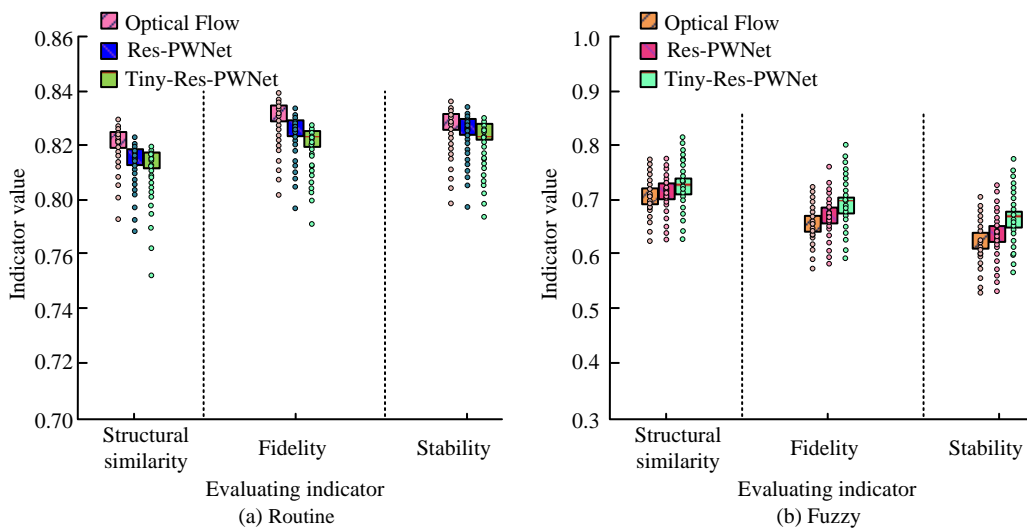 Optical Flow
Res-PWNet
Tiny-Res-PWNet
0.86
0.84
0.82
0.80
0.76
0.74
0.72
0.70
Indicator value
Structural
similarity
Fidelity
Stability
Evaluating indicator
(a) Routine
Optical Flow
Res-PWNet
Tiny-Res-PWNet
1.0
0.9
0.8
0.7
0.6
0.5
0.4
0.3
Indicator value
Structural
similarity
Fidelity
Stability
Evaluating indicator
(b) Fuzzy